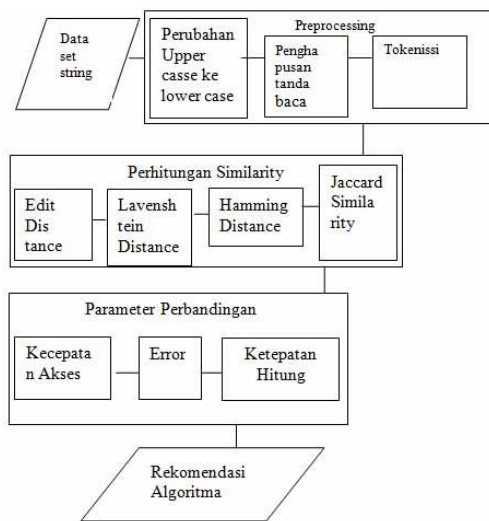 Preprocessing
Data
set
string
Perubahan
Upper
casse ke
lower case
Pengha
pusan
tanda
baca
Tokenissi
Perhitungan Similarity
Edit
Dis
tance
Lavensh
tein
Distance
Hamming
Distance
Jaccard
Simila
rity
Parameter Perbandingan
Kecepata
n Akses
Error
Ketepatan
Hitung
Rekomendasi
Algoritma